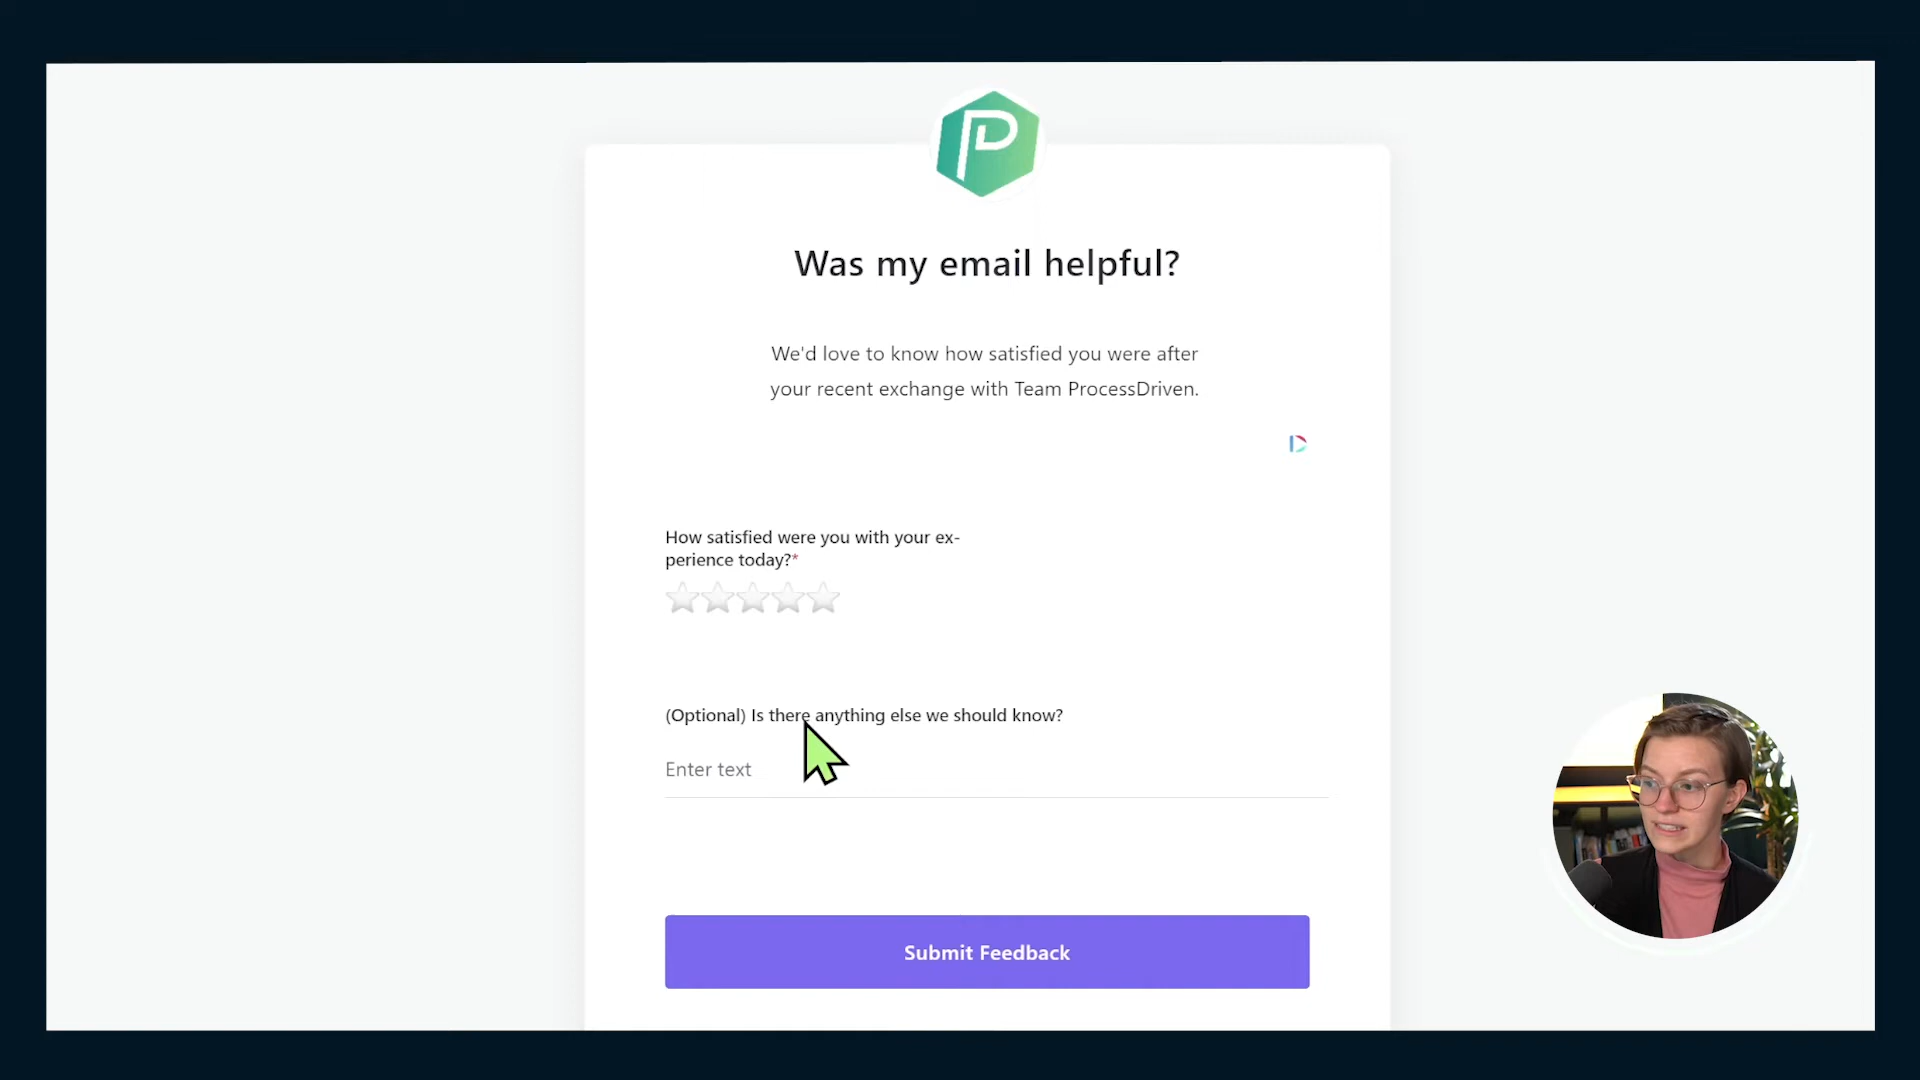 Was my email helpful?
We'd love to know how satisfied you were after
your recent exchange with Team ProcessDriven.
How satisfied were you with your ex-
perience today?*
(Optional) Is there anything else we should know?
Enter text
Submit Feedback